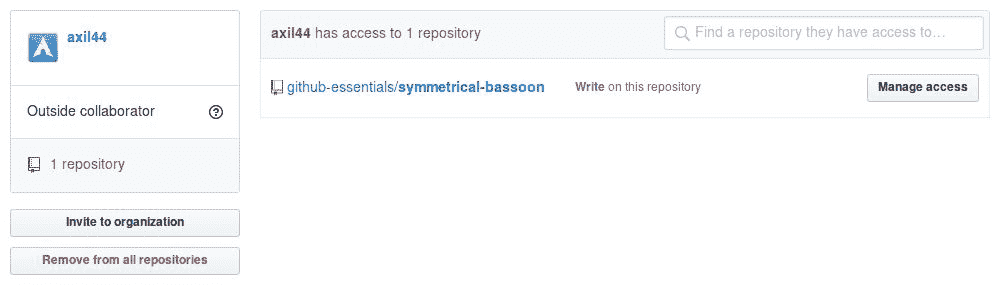 axil44
Outside collaborator
1 repository
Invite to organization
Remove from all repositories
axil44 has access to 1 repository
Find a repository they have access to…
github-essentials/symmetrical-bassoon
Write on this repository
Manage access